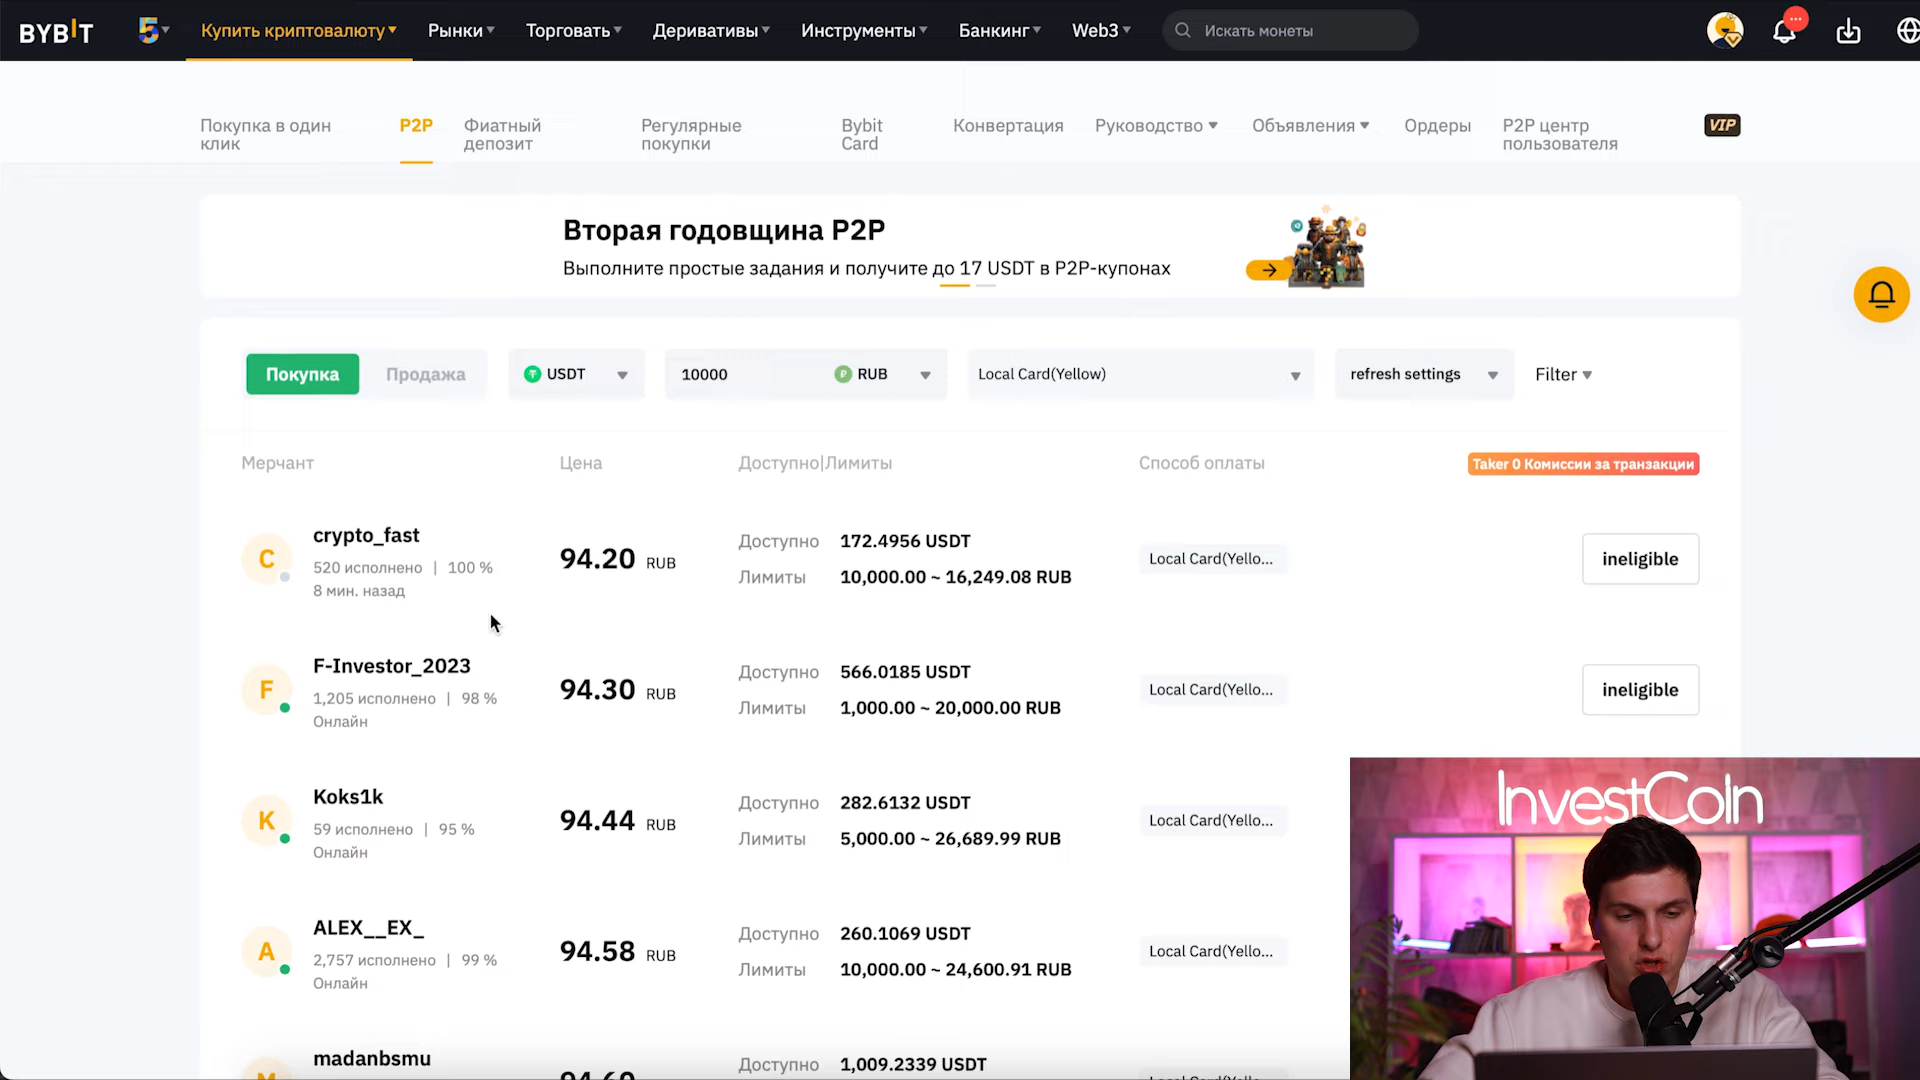 BYBIT
Купить криптовалюту
Рынки
Торговать
Деривативы
Инструменты
Банкинг
Web3
Искать монеты
Покупка в один
клик
P2P
Фиатный
депозит
Регулярные
покупки
Bybit
Card
Конвертация
Руководство
Объявления
Ордеры
P2P центр
пользователя
VIP
Вторая годовщина P2P
Выполните простые задания и получите до 17 USDT в P2P-купонах
Покупка
Продажа
USDT
10000
RUB
Local Card(Yellow)
refresh settings
Filter
Мерчант
Цена
Доступно|Лимиты
Способ оплаты
Taker 0 Комиссии за транзакции
C
crypto_fast
520 исполнено | 100 %
8 мин. назад
94.20 RUB
Доступно 172.4956 USDT
Лимиты 10,000.00 ~ 16,249.08 RUB
Local Card(Yello...
ineligible
F
F-Investor_2023
1,205 исполнено | 98 %
Онлайн
94.30 RUB
Доступно 566.0185 USDT
Лимиты 1,000.00 ~ 20,000.00 RUB
Local Card(Yello...
ineligible
K
Koks1k
59 исполнено | 95 %
Онлайн
94.44 RUB
Доступно 282.6132 USDT
Лимиты 5,000.00 ~ 26,689.99 RUB
Local Card(Yello...
A
ALEX__EX_
2,757 исполнено | 99 %
Онлайн
94.58 RUB
Доступно 260.1069 USDT
Лимиты 10,000.00 ~ 24,600.91 RUB
Local Card(Yello...
madanbsmu
Доступно 1,009.2339 USDT
InvestCoin